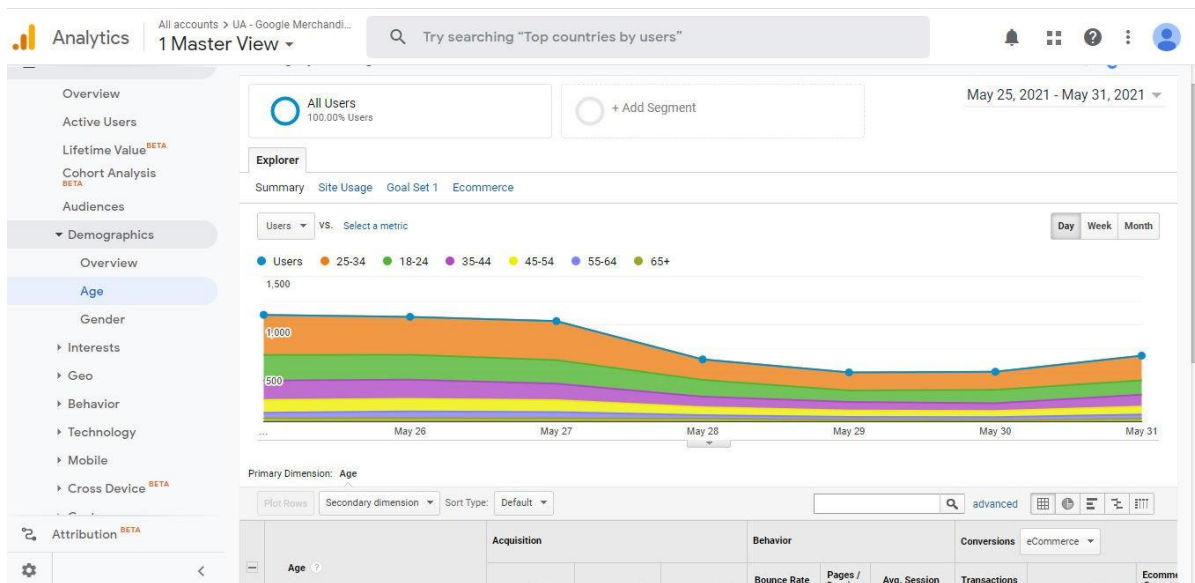 Analytics
All accounts > UA - Google Merchandi...
1 Master View
Try searching “Top countries by users”
Overview
Active Users
Lifetime Value BETA
Cohort Analysis
BETA
Audiences
Demographics
Overview
Age
Gender
Interests
Geo
Behavior
Technology
Mobile
Cross Device BETA
Attribution BETA
All Users
100.00% Users
+ Add Segment
May 25, 2021 - May 31, 2021
Explorer
Summary Site Usage Goal Set 1 Ecommerce
Users VS. Select a metric
Day Week Month
Users 25-34 18-24 35-44 45-54 55-64 65+
1,500
1,000
500
... May 26 May 27 May 28 May 29 May 30 May 31
Primary Dimension: Age
Plot Rows Secondary dimension Sort Type: Default advanced
Acquisition Behavior Conversions eCommerce
Age
Bounce Rate Pages / Avg. Session Transactions